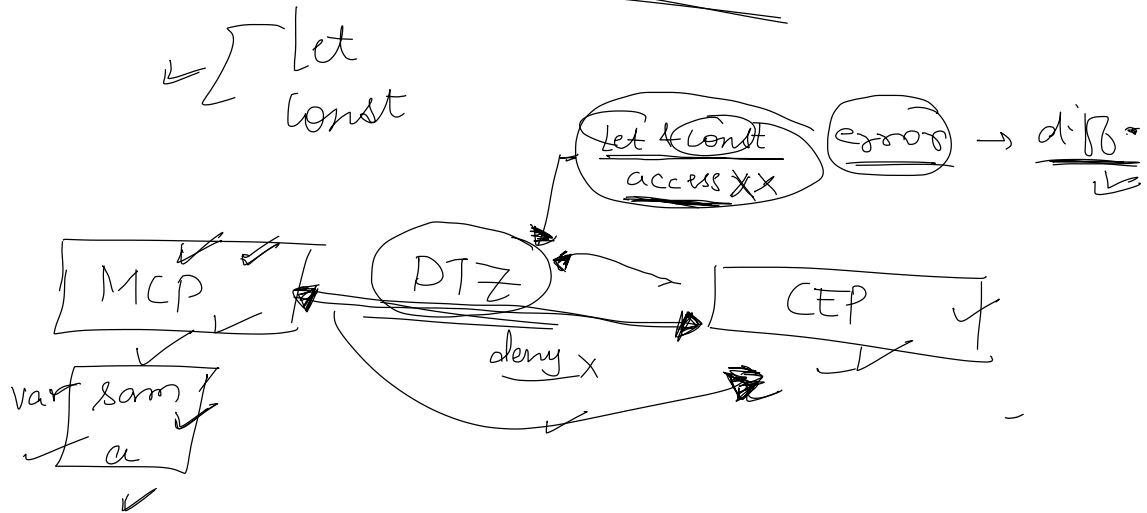 let
const
let & const
access XX
error → diff
MCP
DTZ
CEP
deny x
var sam
a